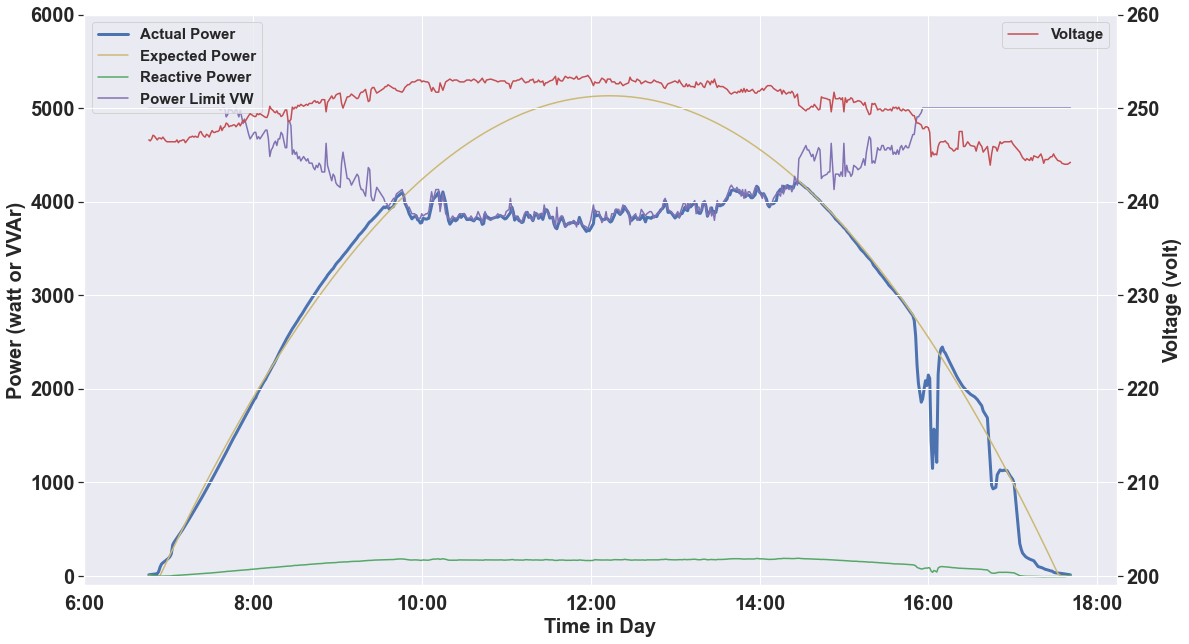 6000
5000
4000
3000
2000
1000
0
Power (watt or VVAr)
Actual Power
Expected Power
Reactive Power
Power Limit VW
Voltage
260
250
240
230
220
210
200
Voltage (volt)
6:00 8:00 10:00 12:00 14:00 16:00 18:00
Time in Day